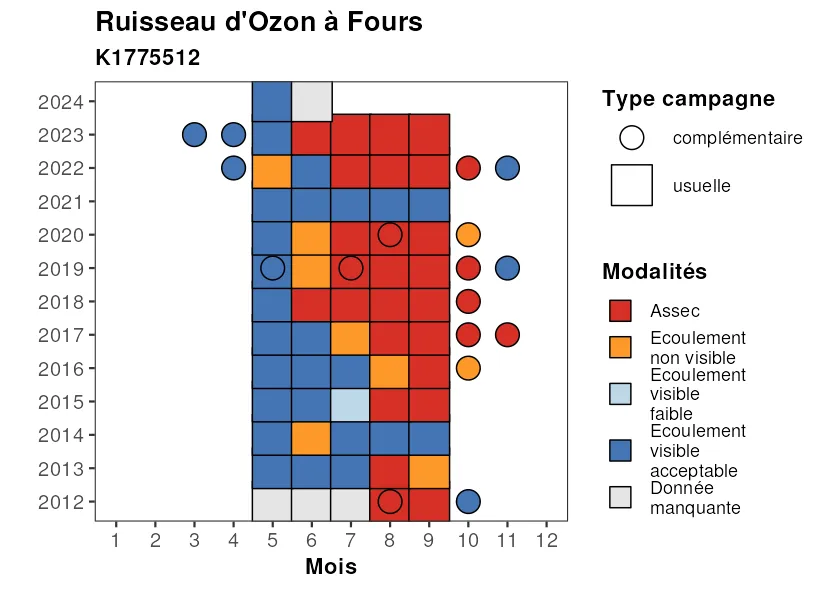 Ruisseau d'Ozon à Fours
K1775512
2024
2023
2022
2021
2020
2019
2018
2017
2016
2015
2014
2013
2012
1 2 3 4 5 6 7 8 9 10 11 12
Mois
Type campagne
complémentaire
usuelle
Modalités
Assec
Ecoulement
non visible
Ecoulement
visible
faible
Ecoulement
visible
acceptable
Donnée
manquante